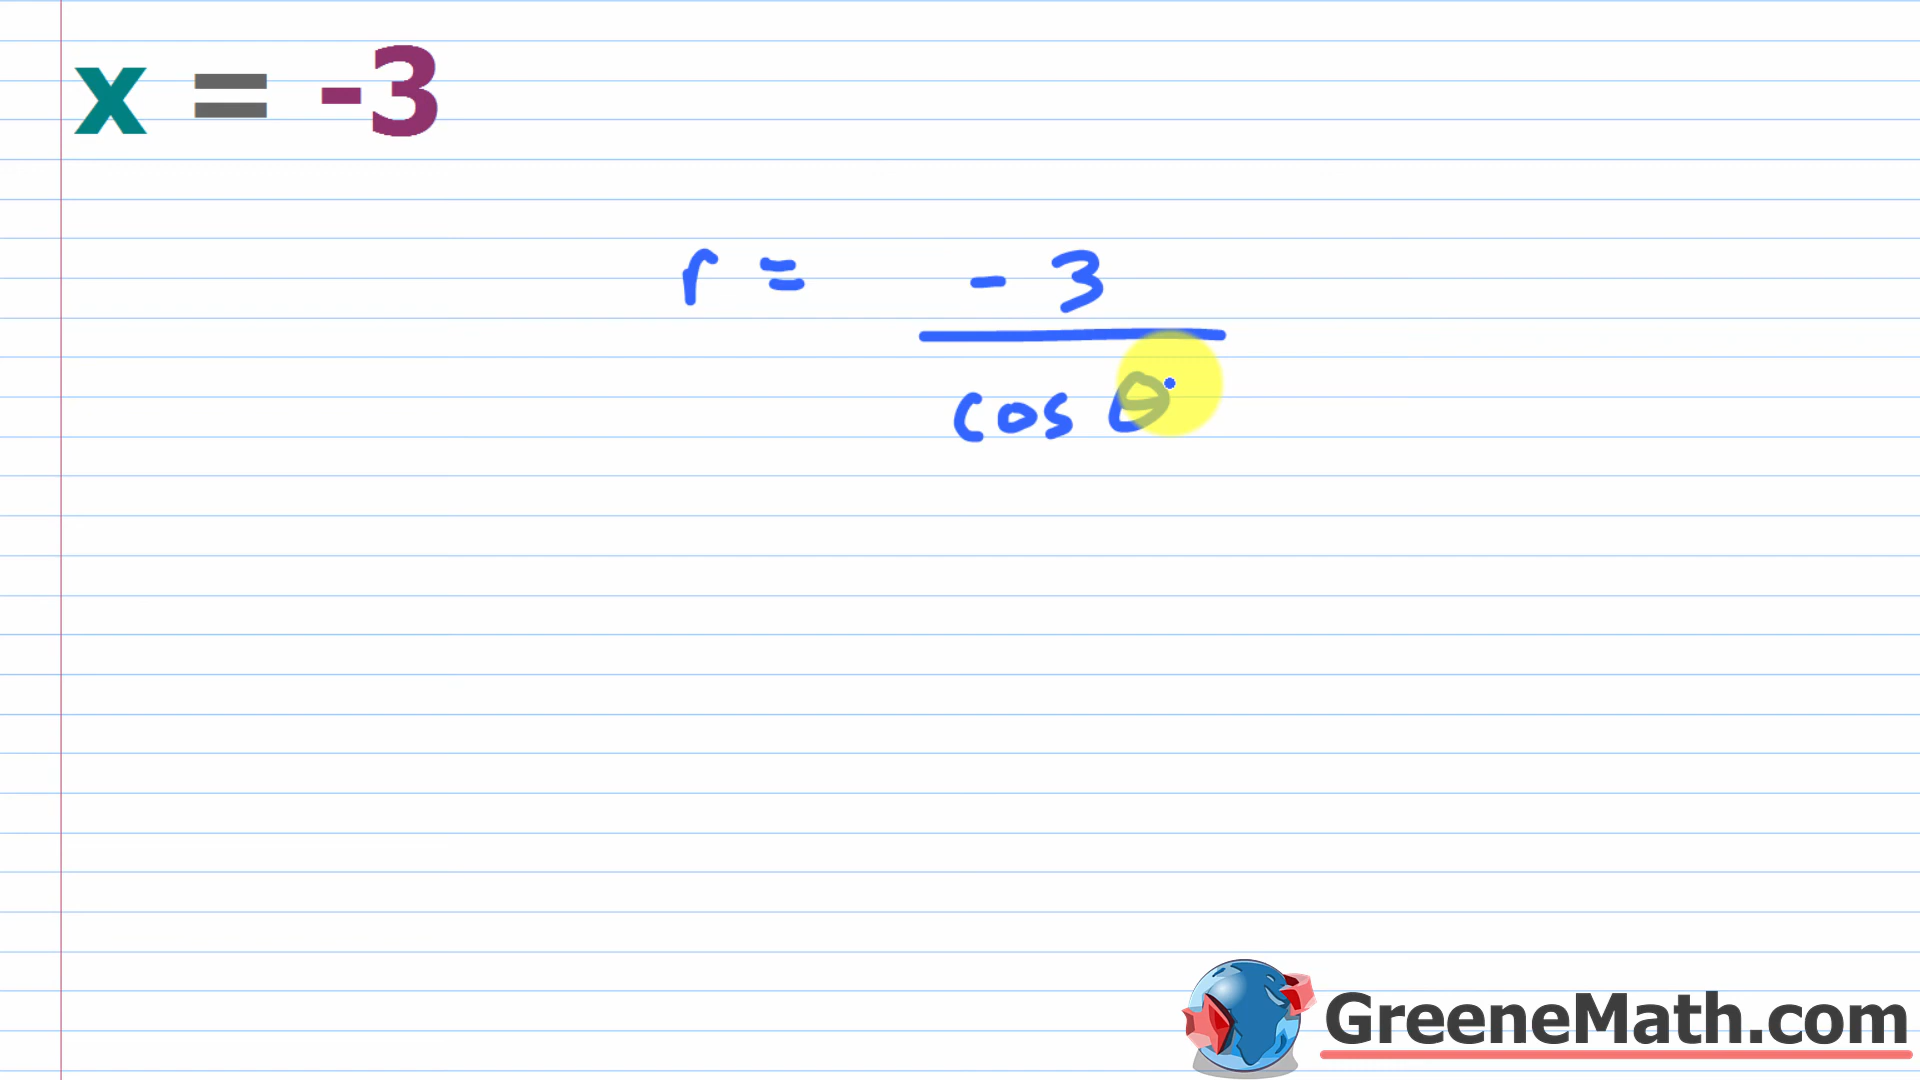 x = -3
r = - 3
cos θ
GreeneMath.com